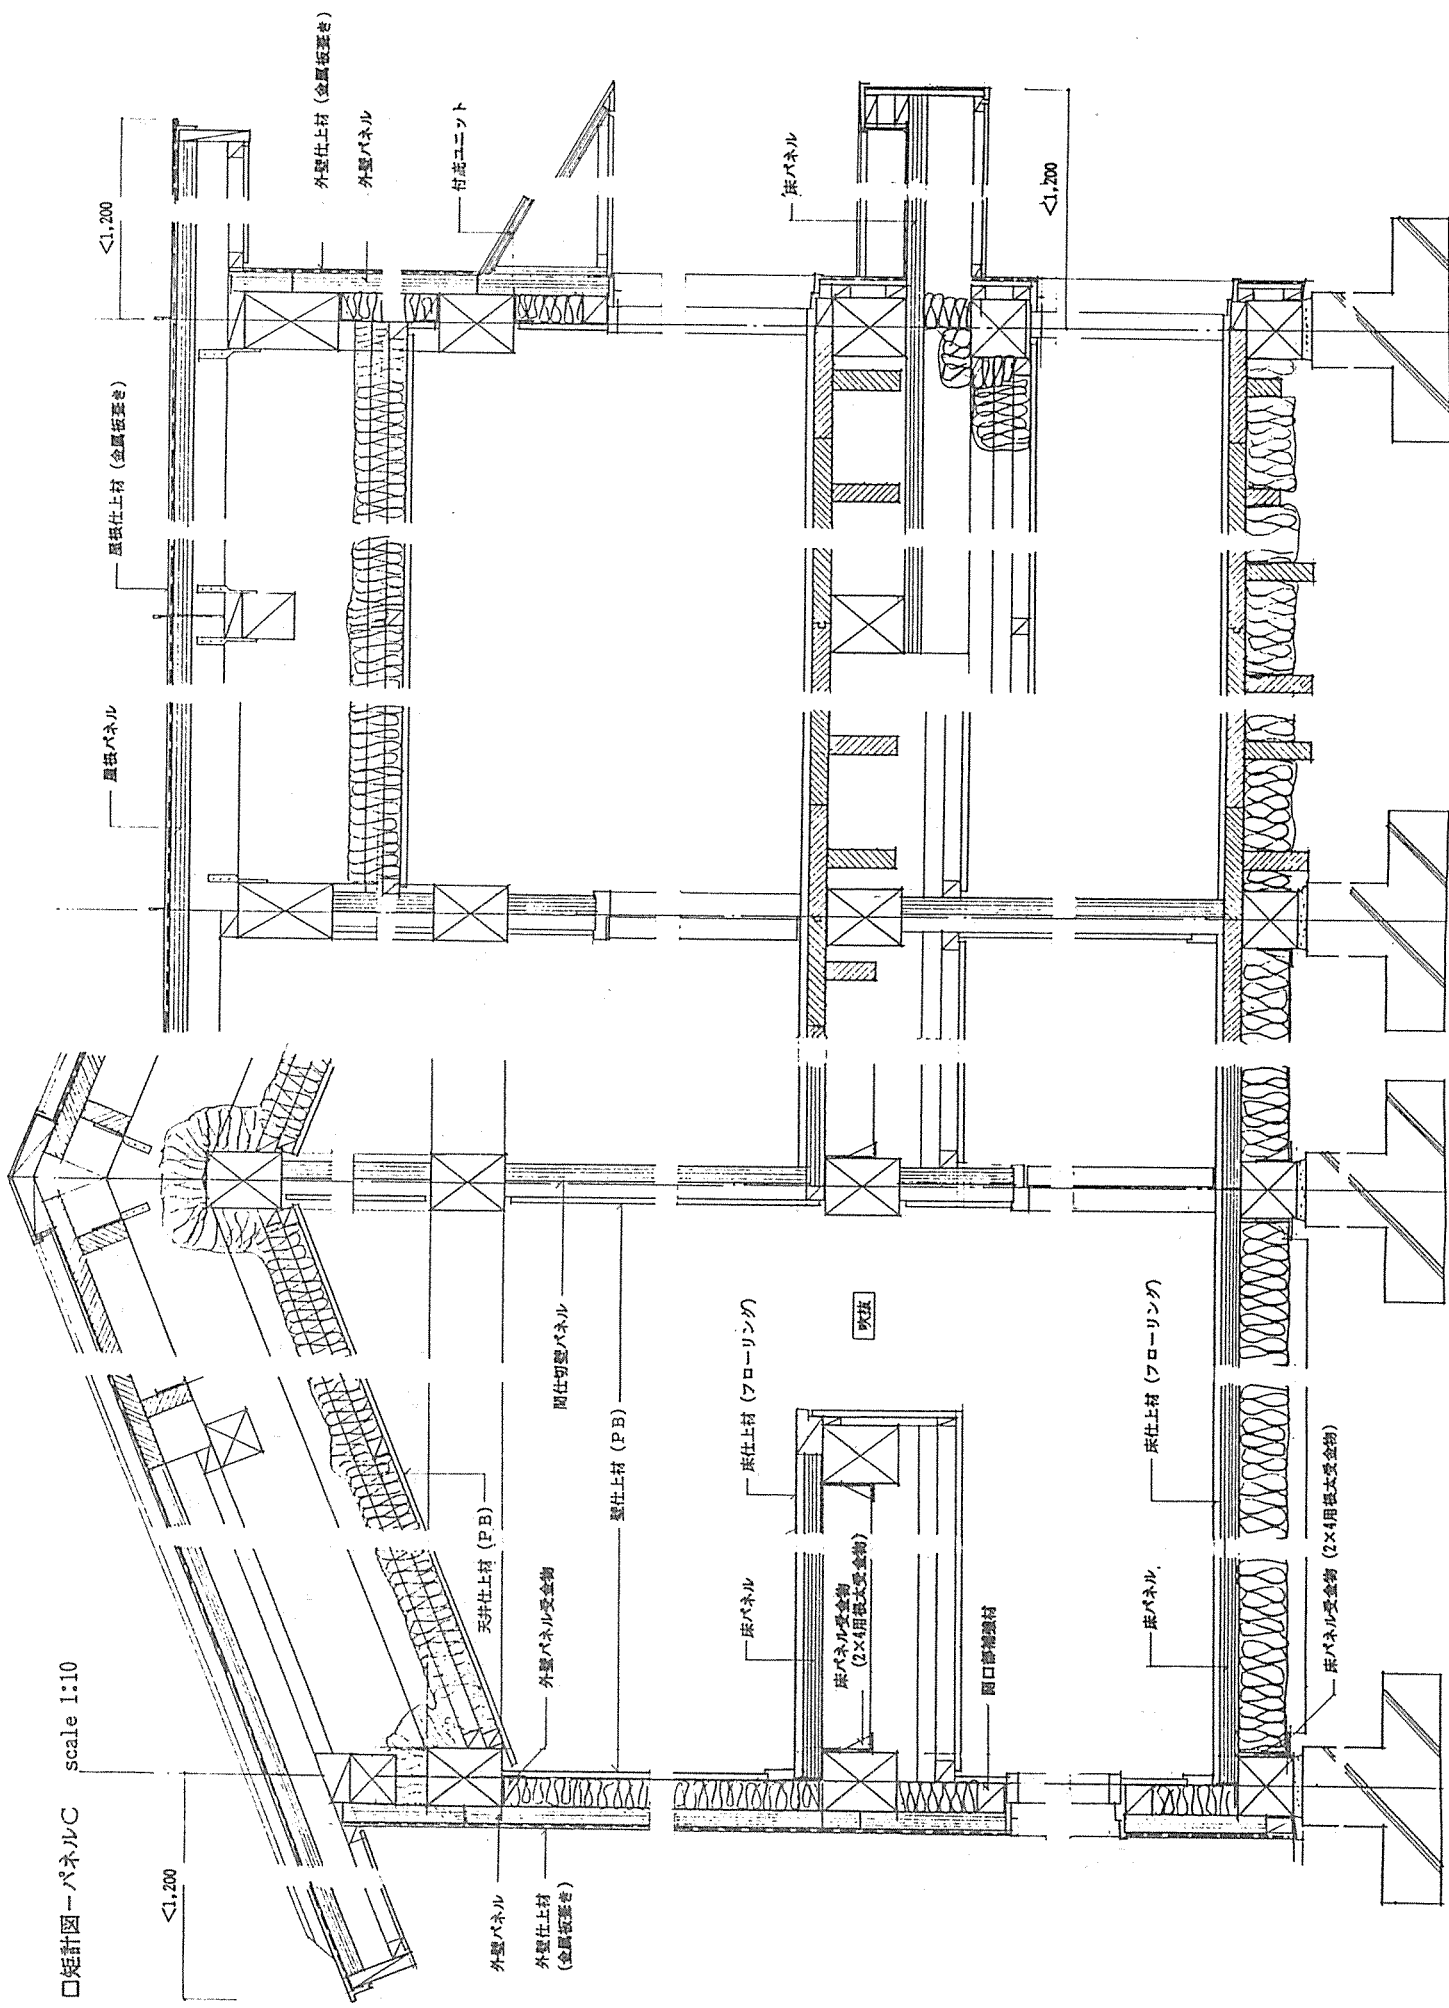 □矩計図ーパネルC scale 1:10
<1,200
屋根パネル
屋根仕上材 (金属板葺き)
<1,200
外壁仕上材 (金属板葺き)
外壁パネル
付庇ユニット
天井仕上材 (PB)
外壁パネル受金物
間仕切壁パネル
壁仕上材 (PB)
外壁パネル
外壁仕上材
(金属板葺き)
床仕上材 (フローリング)
吹抜
床パネル
床パネル受金物
(2×4用根太受金物)
開口部補強材
床パネル
<1,200
床仕上材 (フローリング)
床パネル
床パネル受金物 (2×4用根太受金物)